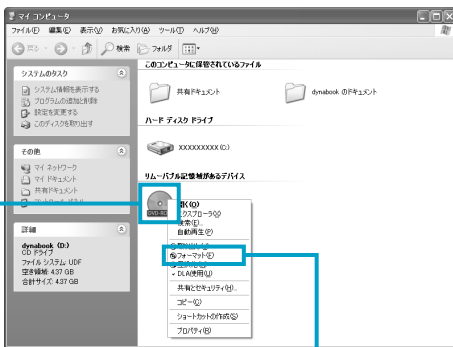 マイ コンピュータ
ファイル(F) 編集(E) 表示(V) お気に入り(A) ツール(T) ヘルプ(H)
戻る 検索 フォルダ
システムのタスク
システム情報を表示する
プログラムの追加と削除
設定を変更する
このディスクを取り出す
その他
マイ ネットワーク
マイ ドキュメント
共有ドキュメント
コントロール パネル
詳細
dynabook (D:)
CD ドライブ
ファイル システム: UDF
空き領域: 4.37 GB
合計サイズ: 4.37 GB
このコンピュータに保管されているファイル
共有ドキュメント
dynabook のドキュメント
ハード ディスク ドライブ
XXXXXXXXX (C:)
リムーバブル記憶域があるデバイス
開く(O)
エクスプローラ(X)
検索(E)...
自動再生(P)
フォーマット(F)
DLA使用(U)
共有とセキュリティ(H)...
コピー(C)
ショートカットの作成(S)
プロパティ(R)